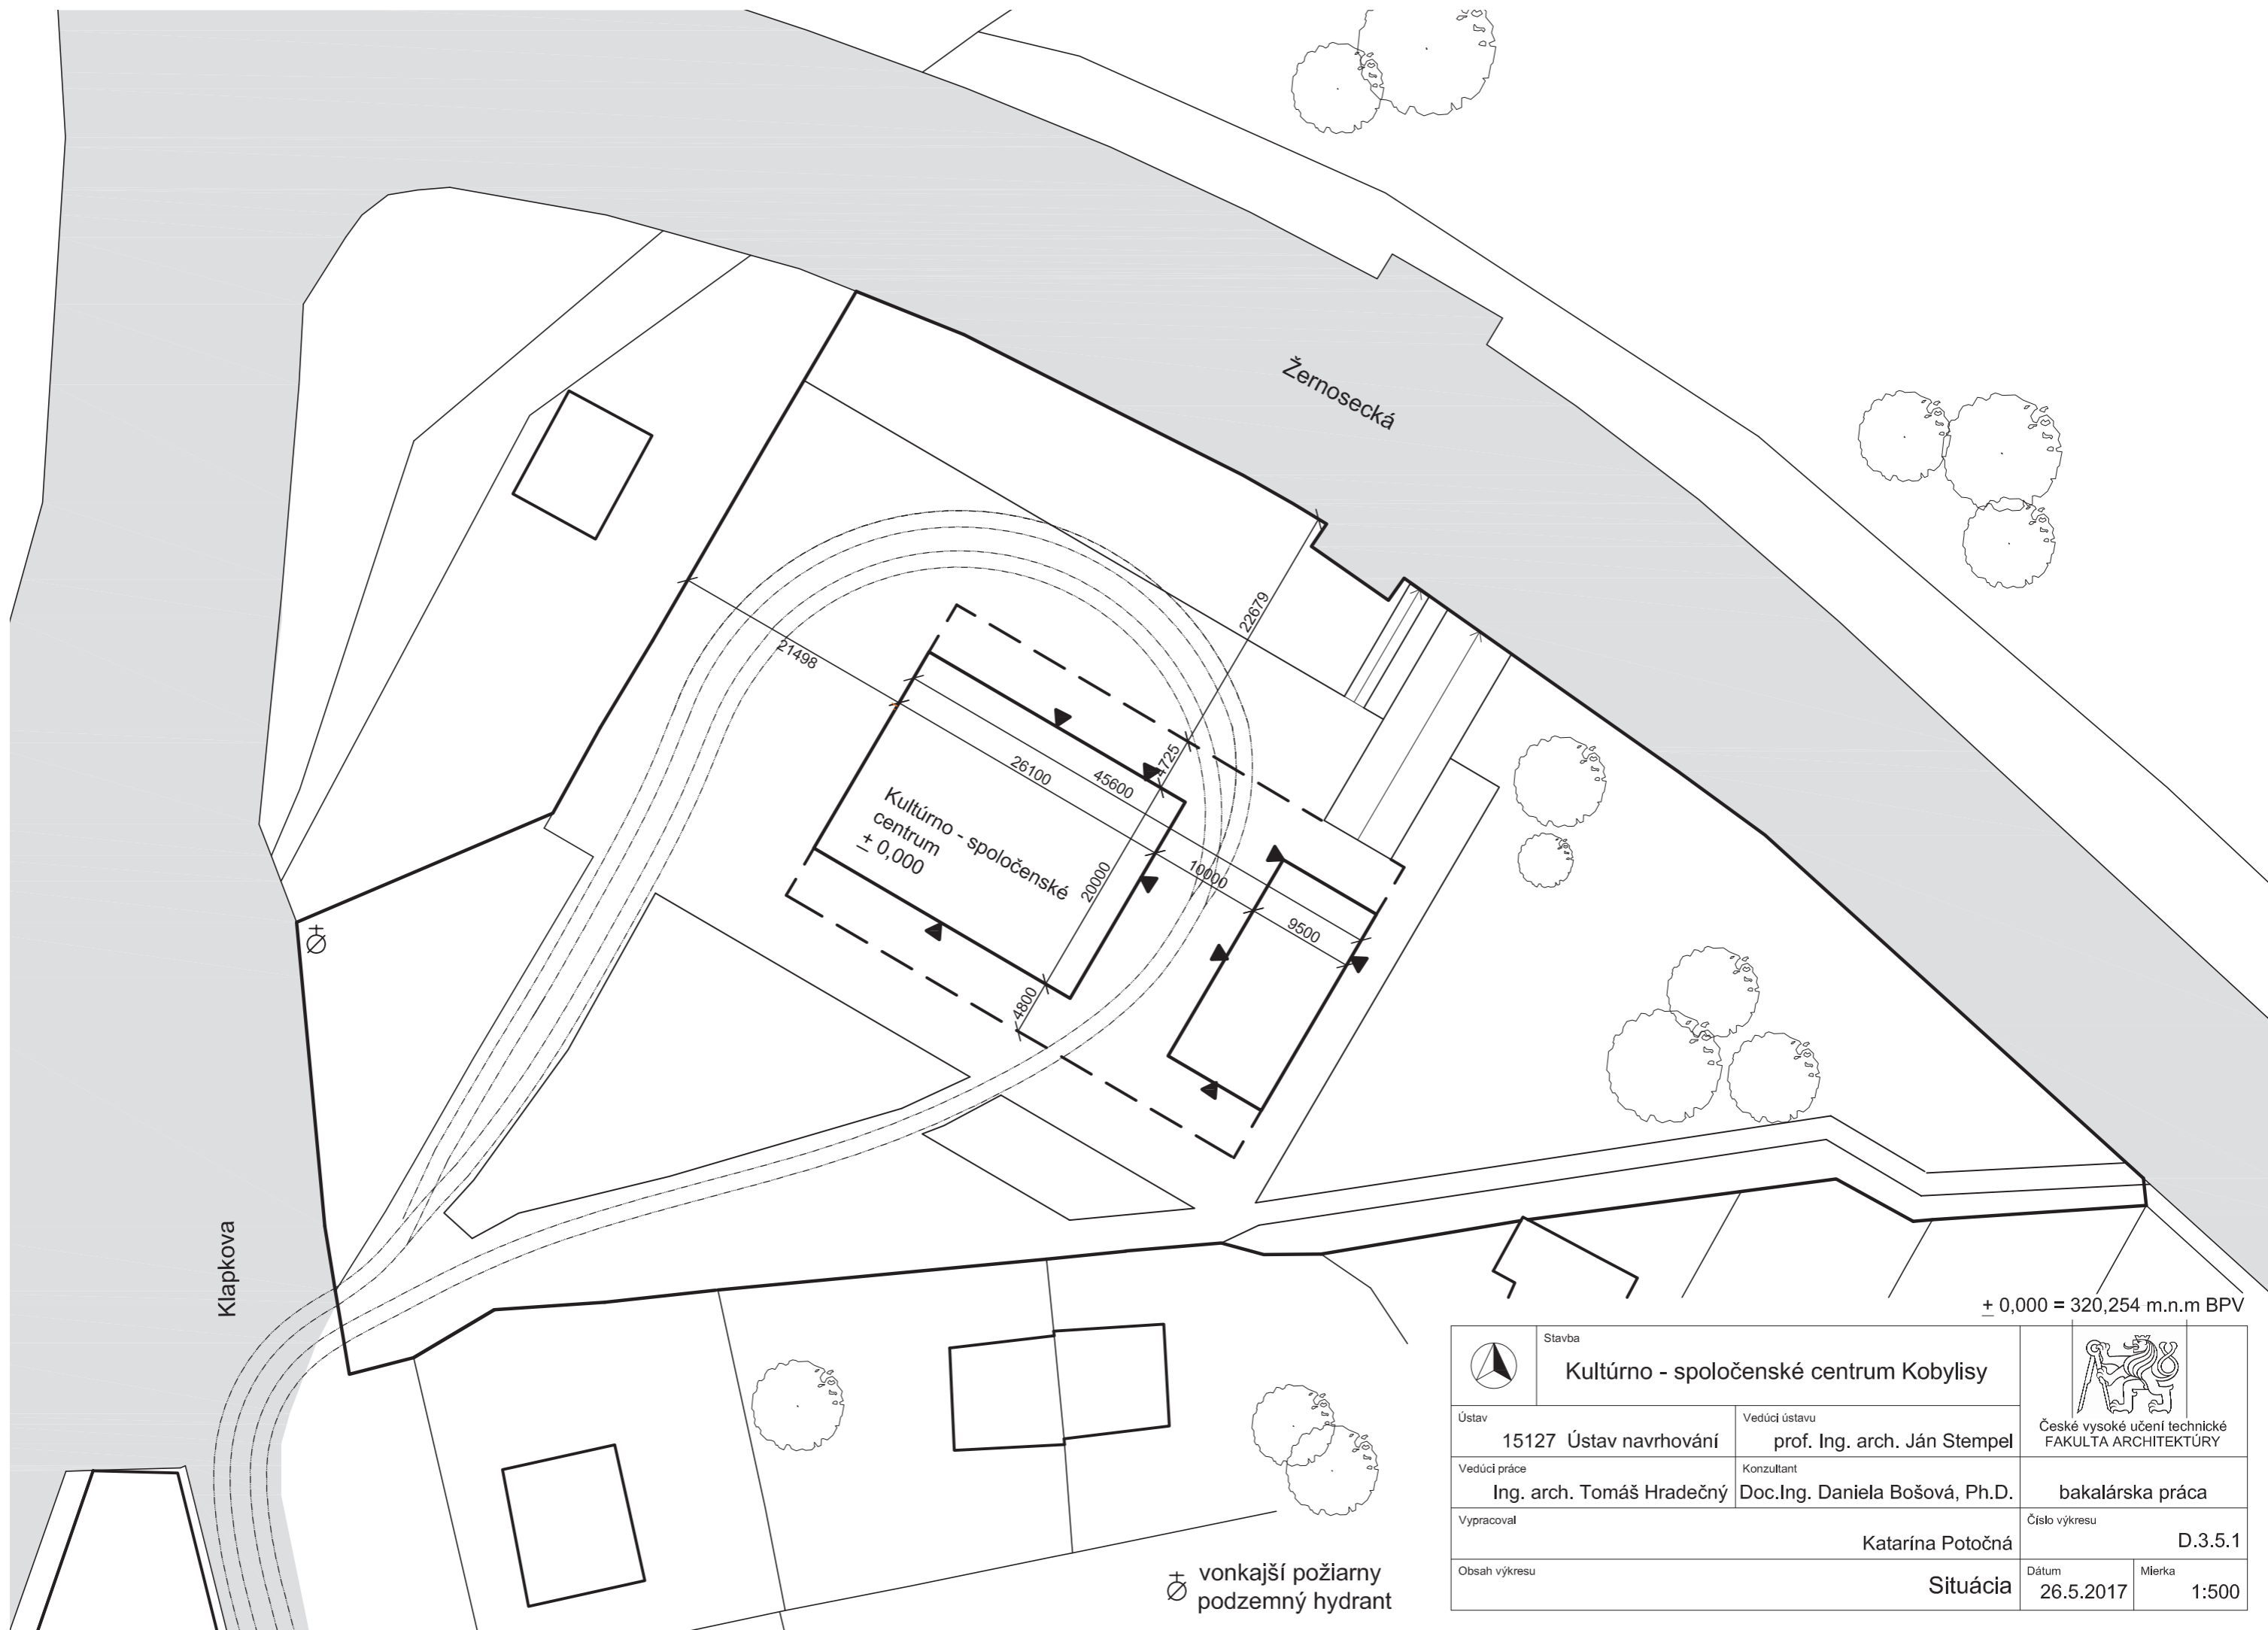 Žernosecká
22679
21498
4725
26100
45600
Kultúrno - spoločenské
centrum
± 0,000
20000
10000
9500
4800
Klapkova
± 0,000 = 320,254 m.n.m BPV
Stavba
Kultúrno - spoločenské centrum Kobylisy
Ústav
15127 Ústav navrhování
Vedúci ústavu
prof. Ing. arch. Ján Stempel
České vysoké učení technické
FAKULTA ARCHITEKTÚRY
Vedúci práce
Ing. arch. Tomáš Hradečný
Konzultant
Doc.Ing. Daniela Bošová, Ph.D.
bakalárska práca
Vypracoval
Katarína Potočná
Číslo výkresu
D.3.5.1
Obsah výkresu
Situácia
Dátum
26.5.2017
Mierka
1:500
vonkajší požiarny
podzemný hydrant